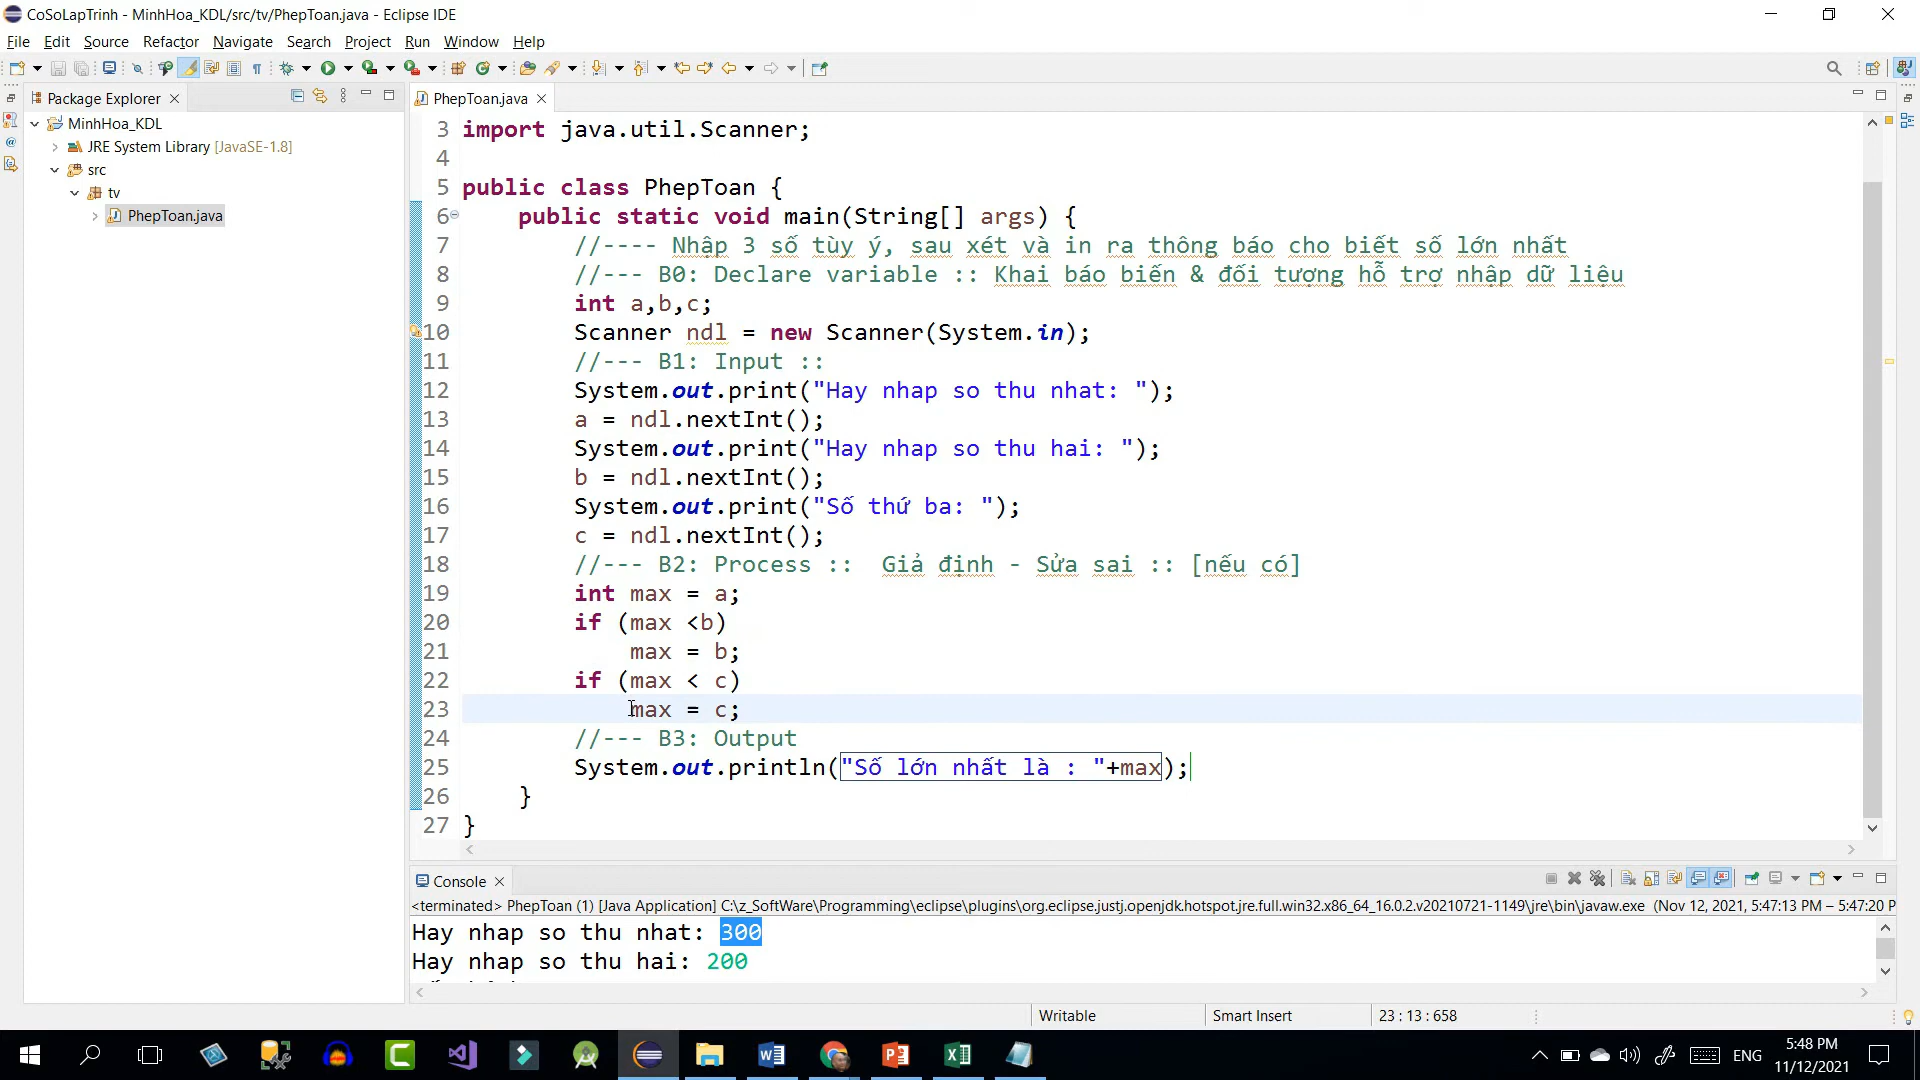 CoSoLapTrinh - MinhHoa_KDL/src/tv/PhepToan.java - Eclipse IDE
File Edit Source Refactor Navigate Search Project Run Window Help
Package Explorer
MinhHoa_KDL
JRE System Library [JavaSE-1.8]
src
tv
PhepToan.java
PhepToan.java
3 import java.util.Scanner;
4
5 public class PhepToan {
6 public static void main(String[] args) {
7 //---- Nhập 3 số tùy ý, sau xét và in ra thông báo cho biết số lớn nhất
8 //--- B0: Declare variable :: Khai báo biến & đối tượng hỗ trợ nhập dữ liệu
9 int a,b,c;
10 Scanner ndl = new Scanner(System.in);
11 //--- B1: Input ::
12 System.out.print("Hay nhap so thu nhat: ");
13 a = ndl.nextInt();
14 System.out.print("Hay nhap so thu hai: ");
15 b = ndl.nextInt();
16 System.out.print("Số thứ ba: ");
17 c = ndl.nextInt();
18 //--- B2: Process :: Giả định - Sửa sai :: [nếu có]
19 int max = a;
20 if (max <b)
21 max = b;
22 if (max < c)
23 max = c;
24 //--- B3: Output
25 System.out.println("Số lớn nhất là : "+max);
26 }
27 }
Console
<terminated> PhepToan (1) [Java Application] C:\z_SoftWare\Programming\eclipse\plugins\org.eclipse.justj.openjdk.hotspot.jre.full.win32.x86_64_16.0.2.v20210721-1149\jre\bin\javaw.exe (Nov 12, 2021, 5:47:13 PM – 5:47:20 P
Hay nhap so thu nhat: 300
Hay nhap so thu hai: 200
Writable Smart Insert 23 : 13 : 658
ENG
5:48 PM
11/12/2021